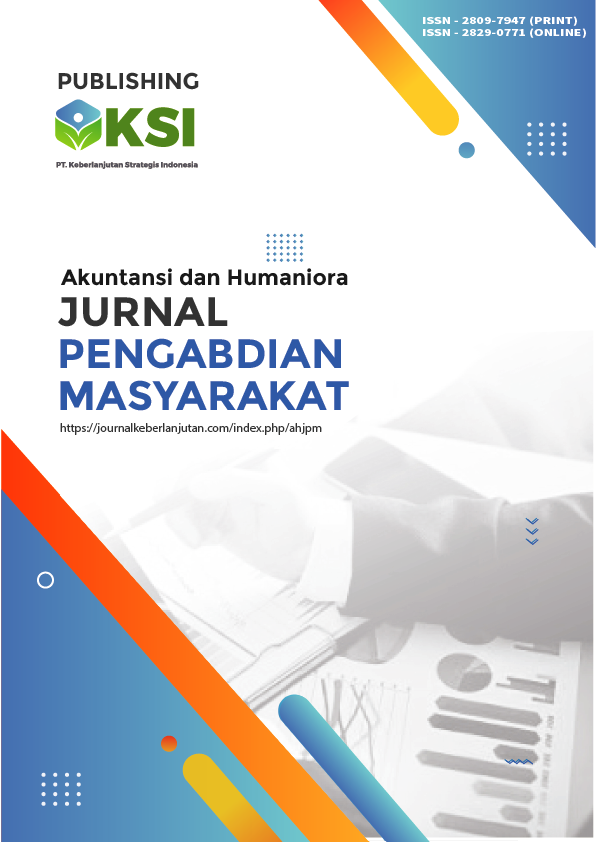 ISSN - 2809-7947 (PRINT)
ISSN - 2829-0771 (ONLINE)
PUBLISHING
KSI
PT. Keberlanjutan Strategis Indonesia
Akuntansi dan Humaniora
JURNAL
PENGABDIAN
MASYARAKAT
https://journalkeberlanjutan.com/index.php/ahjpm